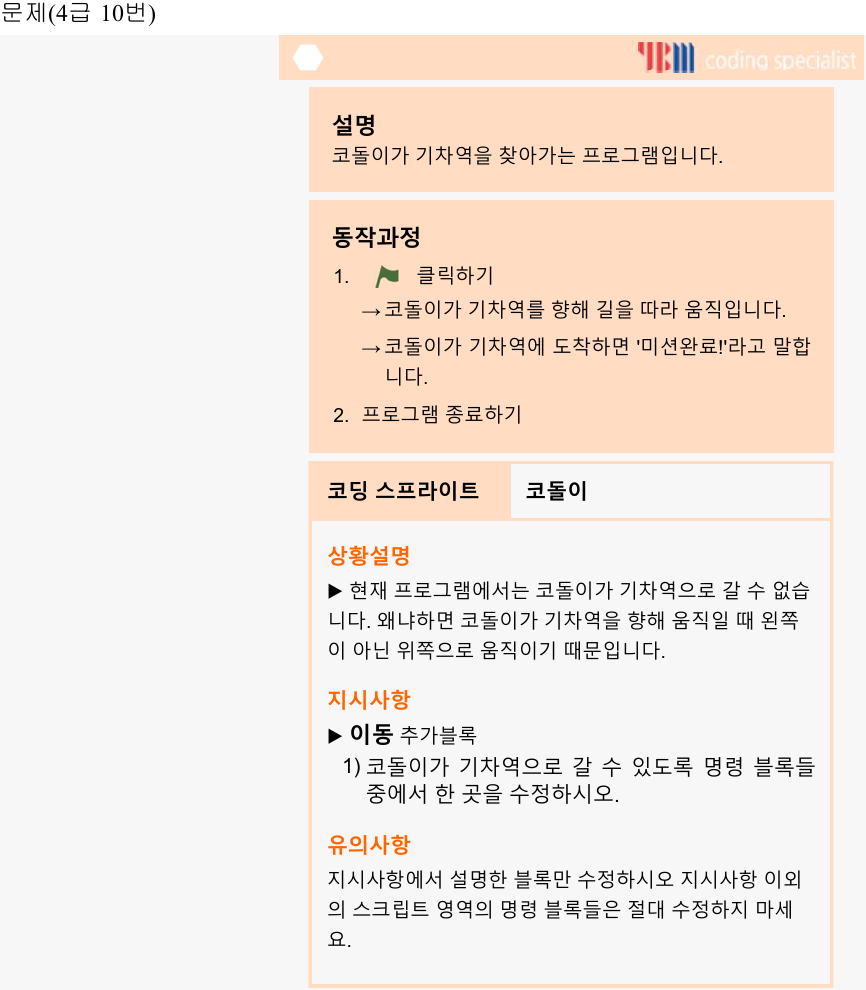 문제(4급 10번)
YBM coding specialist
설명
코돌이가 기차역을 찾아가는 프로그램입니다.
동작과정
1. 클릭하기
→코돌이가 기차역를 향해 길을 따라 움직입니다.
→코돌이가 기차역에 도착하면 '미션완료!'라고 말합
니다.
2. 프로그램 종료하기
코딩 스프라이트 코돌이
상황설명
▶ 현재 프로그램에서는 코돌이가 기차역으로 갈 수 없습
니다. 왜냐하면 코돌이가 기차역을 향해 움직일 때 왼쪽
이 아닌 위쪽으로 움직이기 때문입니다.
지시사항
▶ 이동 추가블록
1) 코돌이가 기차역으로 갈 수 있도록 명령 블록들
중에서 한 곳을 수정하시오.
유의사항
지시사항에서 설명한 블록만 수정하시오 지시사항 이외
의 스크립트 영역의 명령 블록들은 절대 수정하지 마세
요.